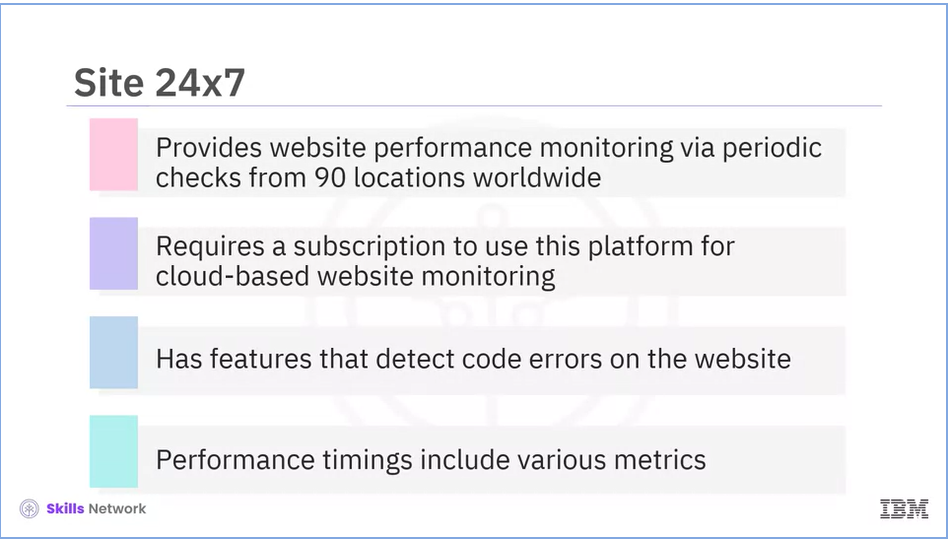 Site 24x7
Provides website performance monitoring via periodic
checks from 90 locations worldwide
Requires a subscription to use this platform for
cloud-based website monitoring
Has features that detect code errors on the website
Performance timings include various metrics
Skills Network
IBM